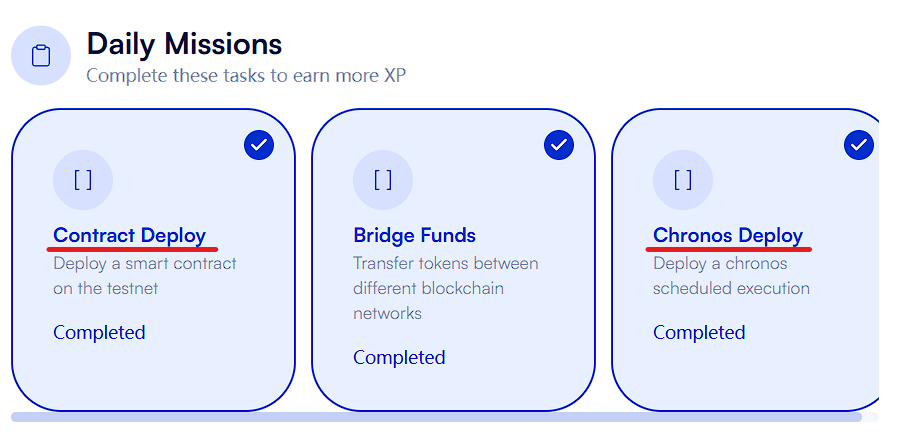 Daily Missions
Complete these tasks to earn more XP
[ ]
Contract Deploy
Deploy a smart contract
on the testnet
Completed
[ ]
Bridge Funds
Transfer tokens between
different blockchain
networks
Completed
[ ]
Chronos Deploy
Deploy a chronos
scheduled execution
Completed